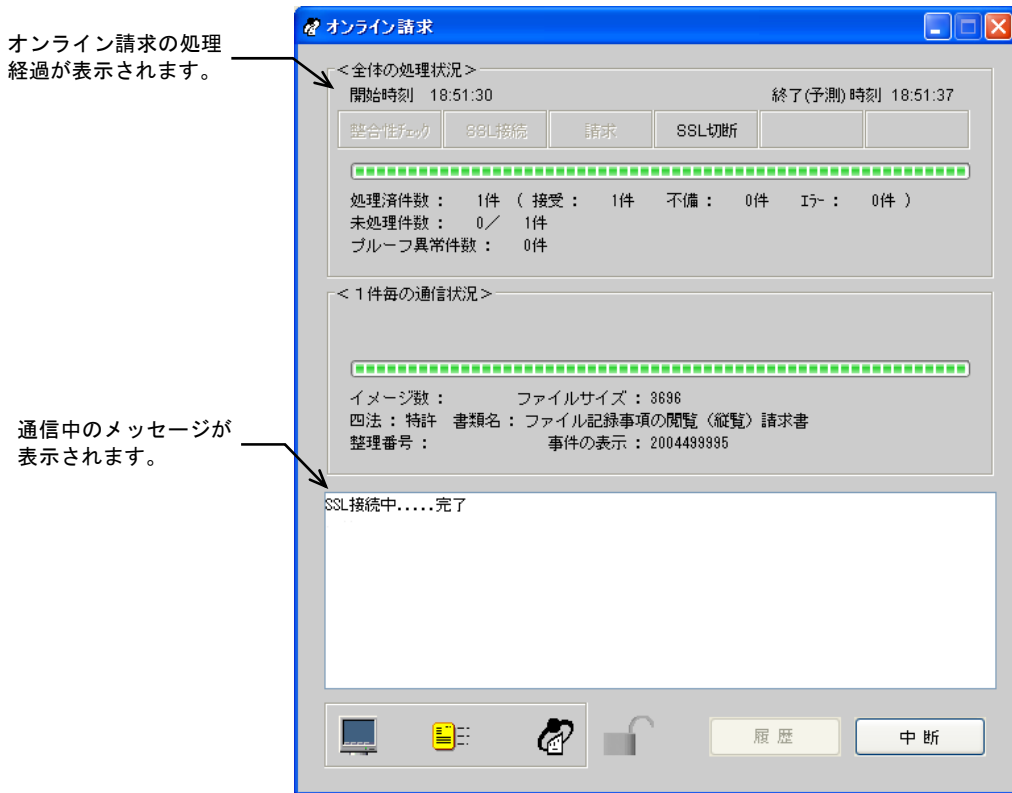 オンライン請求
オンライン請求の処理
経過が表示されます。
<全体の処理状況>
開始時刻 18:51:30 終了(予測)時刻 18:51:37
整合性ﾁｪｯｸ SSL接続 請求 SSL切断
処理済件数： 1件 ( 接受： 1件 不備： 0件 ｴﾗｰ： 0件 )
未処理件数： 0／ 1件
プルーフ異常件数： 0件
<１件毎の通信状況>
イメージ数： ファイルサイズ：3696
四法：特許 書類名：ファイル記録事項の閲覧（縦覧）請求書
整理番号： 事件の表示：2004499995
通信中のメッセージが
表示されます。
SSL接続中.....完了
履 歴
中 断